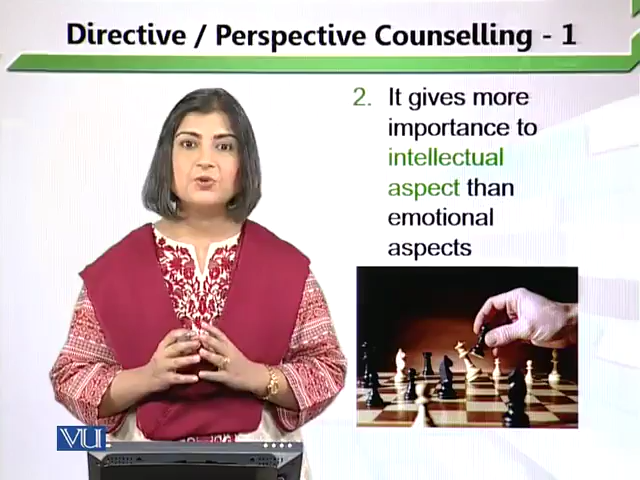 Directive / Perspective Counselling - 1
2. It gives more
importance to
intellectual
aspect than
emotional
aspects
VU